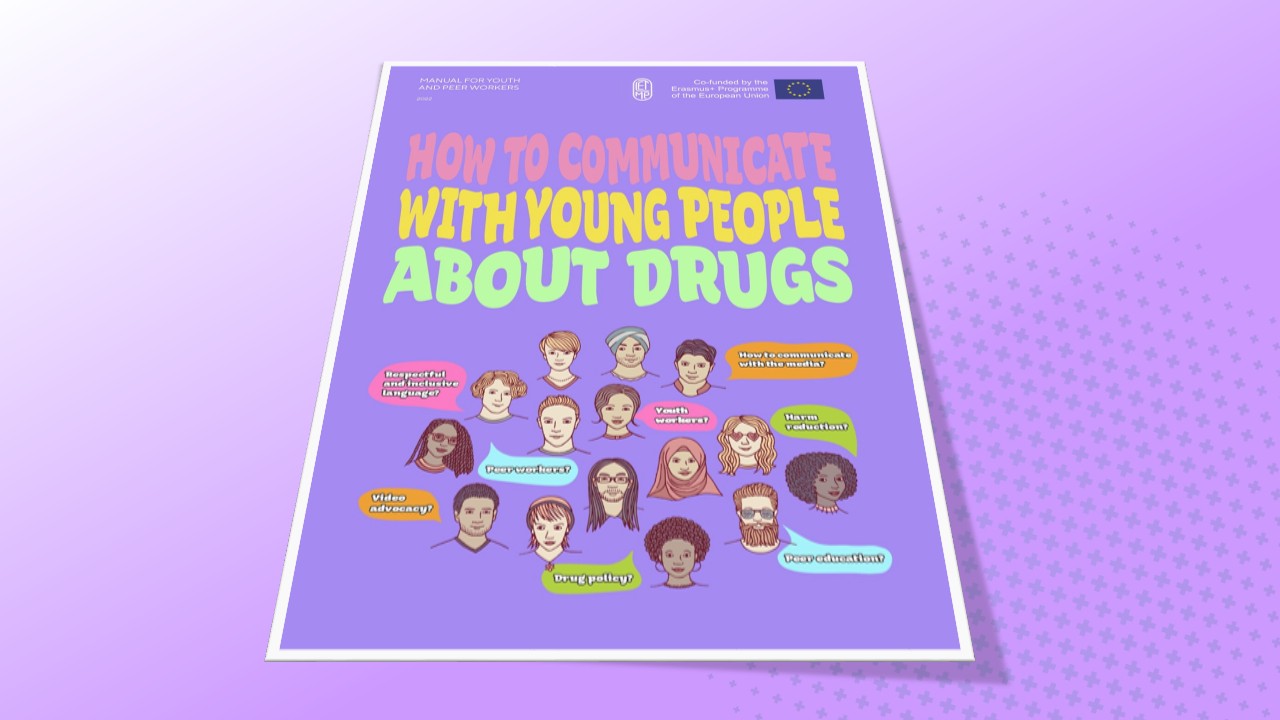 MANUAL FOR YOUTH
AND PEER WORKERS
Co-funded by the
Erasmus+ Programme
of the European Union
HOW TO COMMUNICATE
WITH YOUNG PEOPLE
ABOUT DRUGS
How to communicate
with the media?
Respectful
and inclusive
language?
Youth
workers?
Harm
reduction?
Peer workers?
Video
advocacy?
Peer education?
Drug policy?